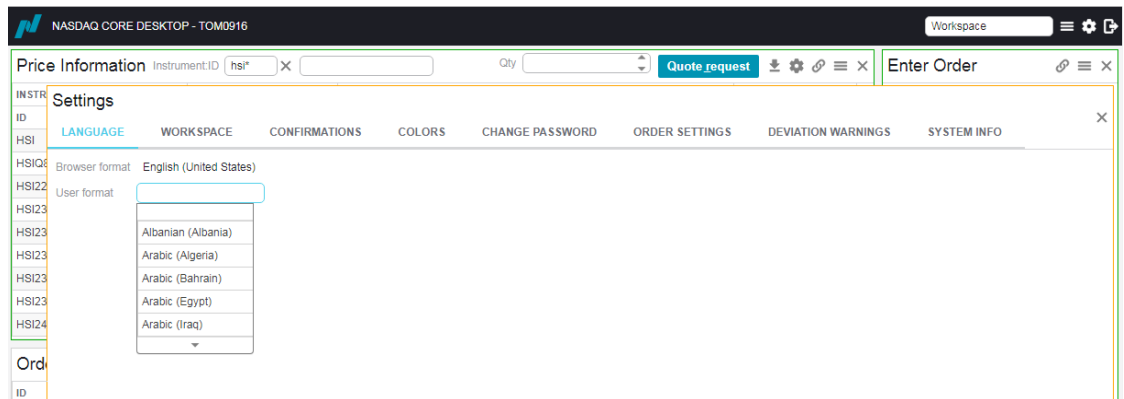 NASDAQ CORE DESKTOP - TOM0916
Workspace
Price Information Instrument:ID hsi* Qty Quote request
Enter Order
INSTR
ID
HSI
HSIQ8
HSI22
HSI23
HSI23
HSI23
HSI23
HSI24
Settings
LANGUAGE WORKSPACE CONFIRMATIONS COLORS CHANGE PASSWORD ORDER SETTINGS DEVIATION WARNINGS SYSTEM INFO
Browser format English (United States)
User format
Albanian (Albania)
Arabic (Algeria)
Arabic (Bahrain)
Arabic (Egypt)
Arabic (Iraq)
Ord
ID